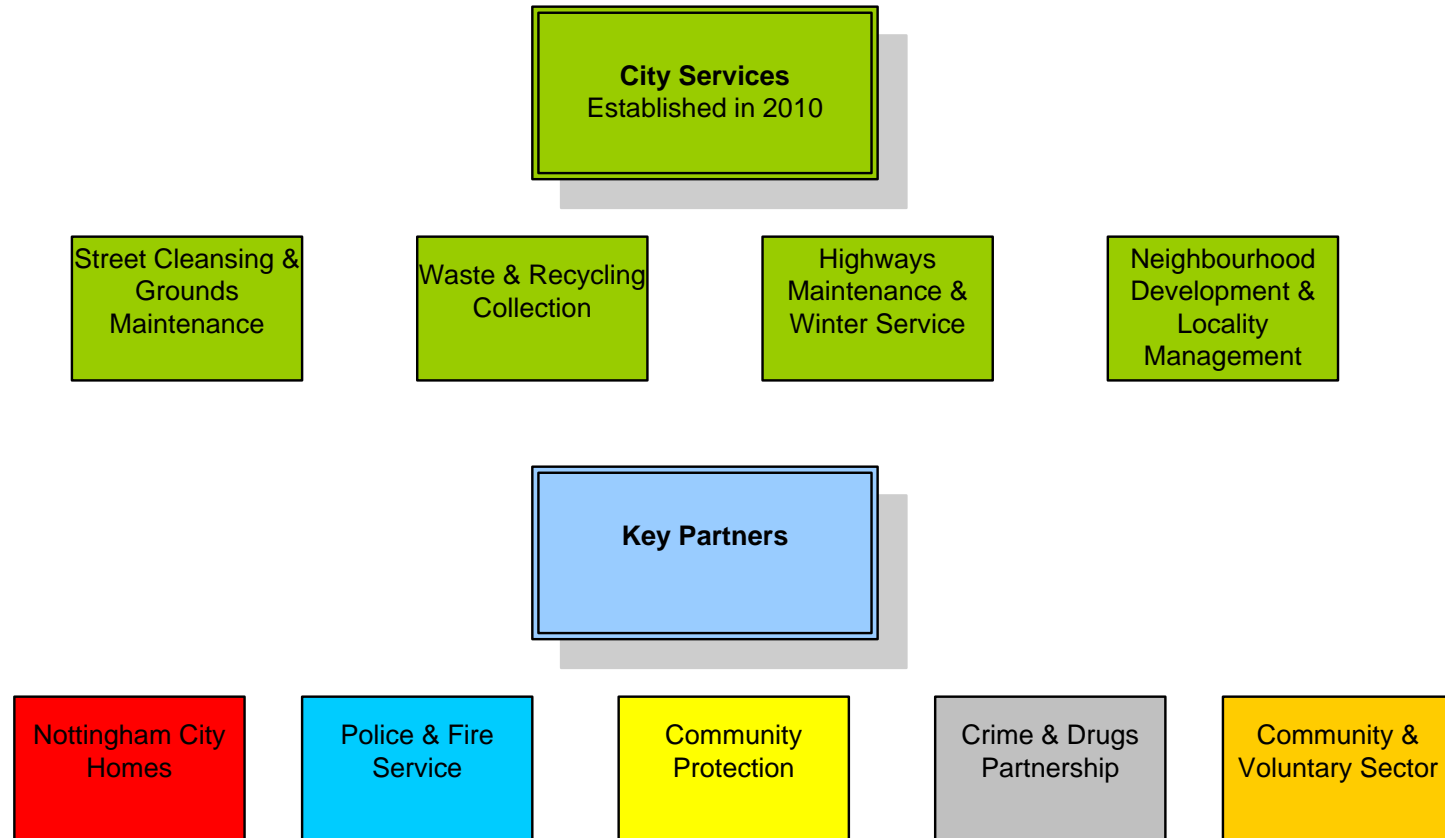 City Services
Established in 2010
Street Cleansing &
Grounds
Maintenance
Waste & Recycling
Collection
Highways
Maintenance &
Winter Service
Neighbourhood
Development &
Locality
Management
Key Partners
Nottingham City
Homes
Police & Fire
Service
Community
Protection
Crime & Drugs
Partnership
Community &
Voluntary Sector